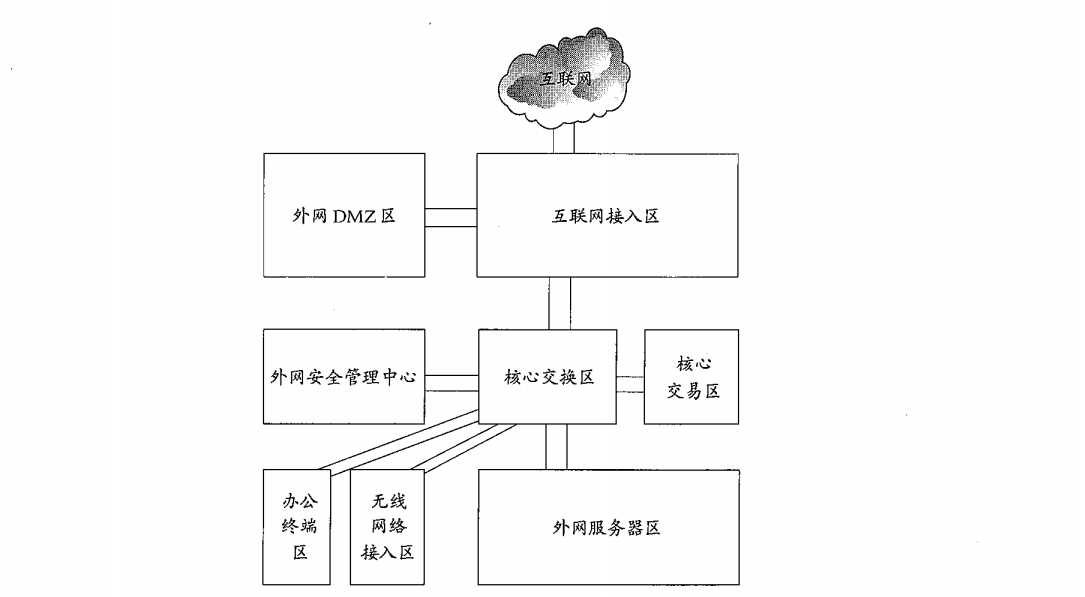 互联网
外网 DMZ 区
互联网接入区
外网安全管理中心
核心交换区
核心
交易区
办公
终端
区
无线
网络
接入区
外网服务器区